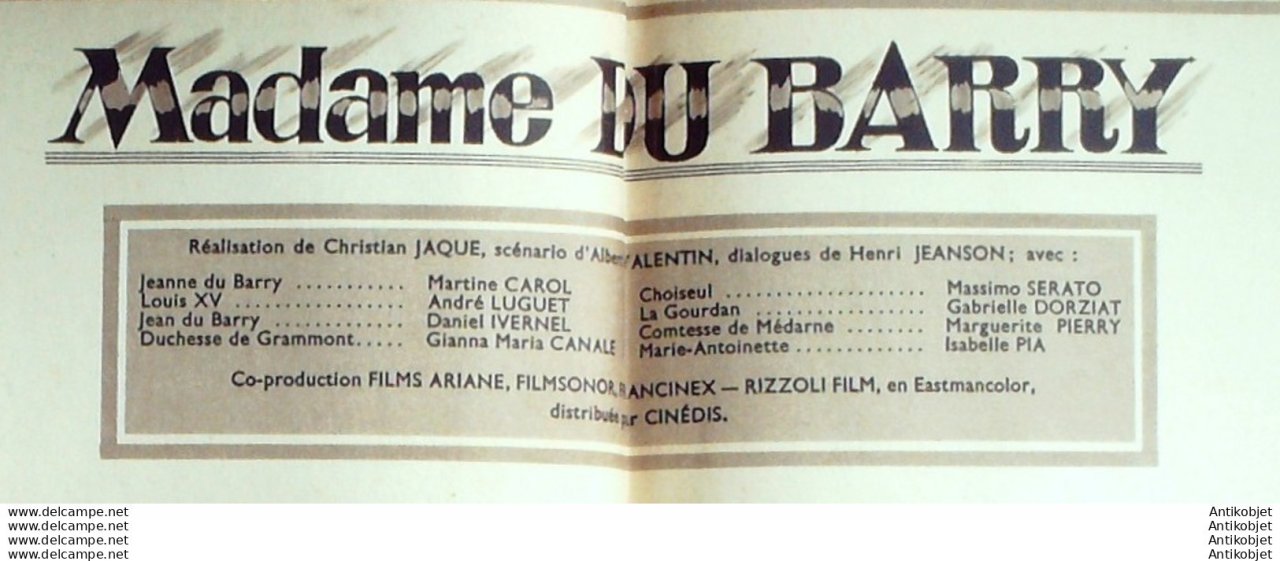 Madame DU BARRY
Réalisation de Christian JAQUE, scénario d'Albert VALENTIN, dialogues de Henri JEANSON; avec :
Jeanne du Barry ........... Martine CAROL
Louis XV ................. André LUGUET
Jean du Barry ............. Daniel IVERNEL
Duchesse de Grammont..... Gianna Maria CANALE
Choiseul .................... Massimo SERATO
La Gourdan ................. Gabrielle DORZIAT
Comtesse de Médarne ........ Marguerite PIERRY
Marie-Antoinette ............. Isabelle PIA
Co-production FILMS ARIANE, FILMSONOR, FRANCINEX — RIZZOLI FILM, en Eastmancolor,
distribuée par CINÉDIS.
www.delcampe.net
www.delcampe.net
www.delcampe.net
www.delcampe.net
Antikobjet
Antikobjet
Antikobjet
Antikobjet